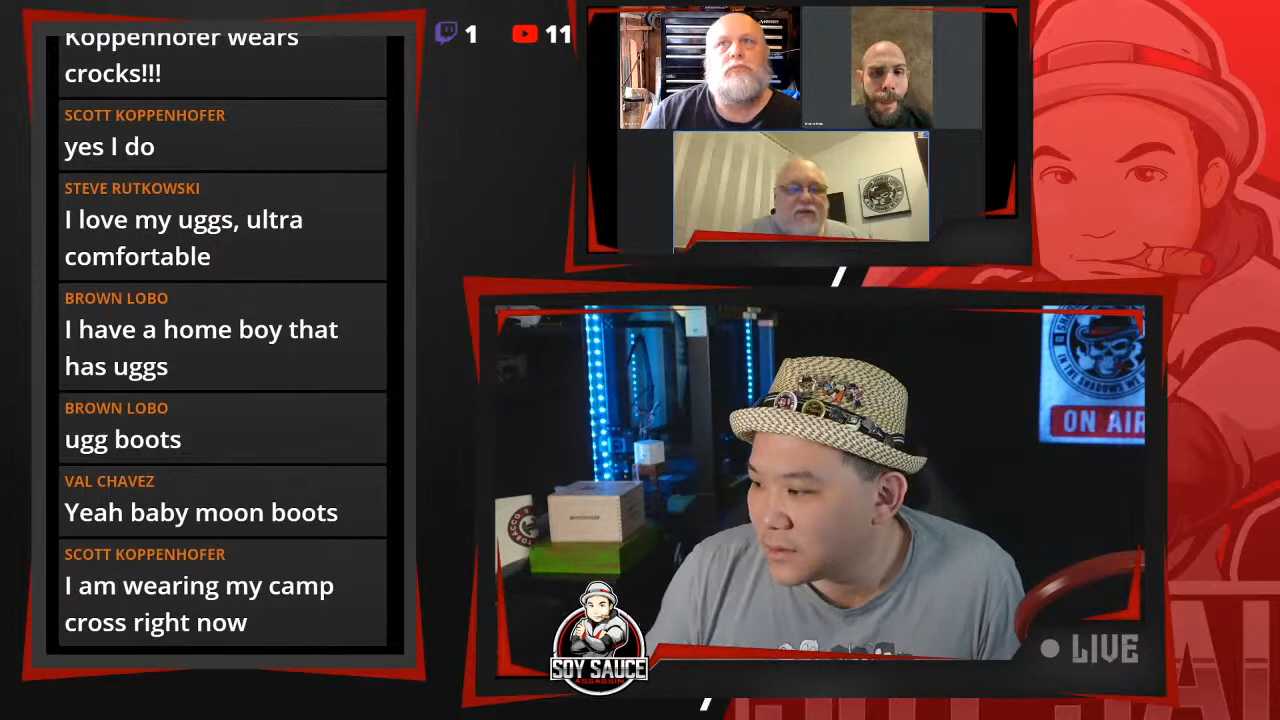 Koppenhofer wears
crocks!!!
SCOTT KOPPENHOFER
yes I do
STEVE RUTKOWSKI
I love my uggs, ultra
comfortable
BROWN LOBO
I have a home boy that
has uggs
BROWN LOBO
ugg boots
VAL CHAVEZ
Yeah baby moon boots
SCOTT KOPPENHOFER
I am wearing my camp
cross right now
1
11
ON AIR
TOBACCO
SOY SAUCE
ASSASSIN
LIVE